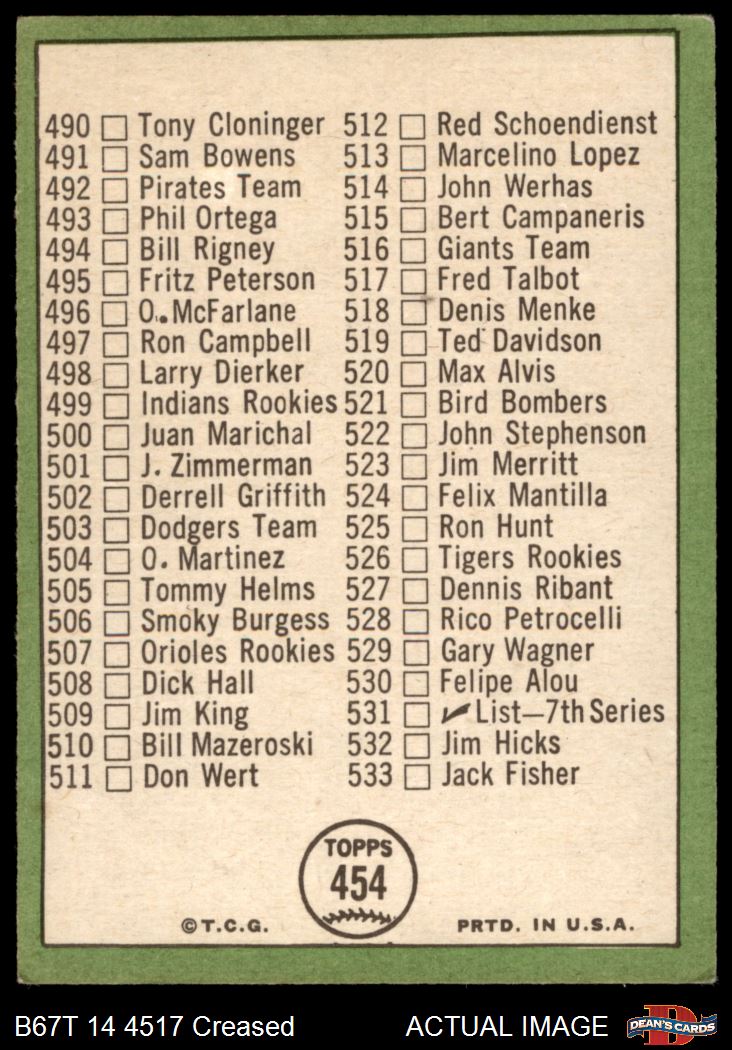 490 Tony Cloninger
491 Sam Bowens
492 Pirates Team
493 Phil Ortega
494 Bill Rigney
495 Fritz Peterson
496 O. McFarlane
497 Ron Campbell
498 Larry Dierker
499 Indians Rookies
500 Juan Marichal
501 J. Zimmerman
502 Derrell Griffith
503 Dodgers Team
504 O. Martinez
505 Tommy Helms
506 Smoky Burgess
507 Orioles Rookies
508 Dick Hall
509 Jim King
510 Bill Mazeroski
511 Don Wert
512 Red Schoendienst
513 Marcelino Lopez
514 John Werhas
515 Bert Campaneris
516 Giants Team
517 Fred Talbot
518 Denis Menke
519 Ted Davidson
520 Max Alvis
521 Bird Bombers
522 John Stephenson
523 Jim Merritt
524 Felix Mantilla
525 Ron Hunt
526 Tigers Rookies
527 Dennis Ribant
528 Rico Petrocelli
529 Gary Wagner
530 Felipe Alou
531 ✓ List—7th Series
532 Jim Hicks
533 Jack Fisher
TOPPS
454
© T.C.G. PRTD. IN U.S.A.
B67T 14 4517 Creased ACTUAL IMAGE
D
DEAN'S CARDS